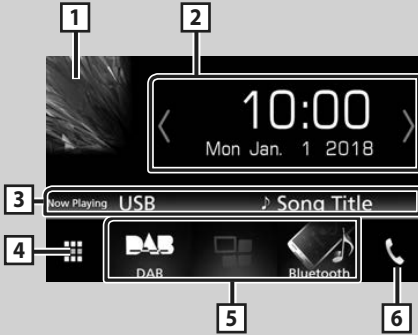 1
2
10:00
Mon Jan. 1 2018
3
Now Playing USB ♪ Song Title
4
DAB
DAB
Bluetooth
5
6